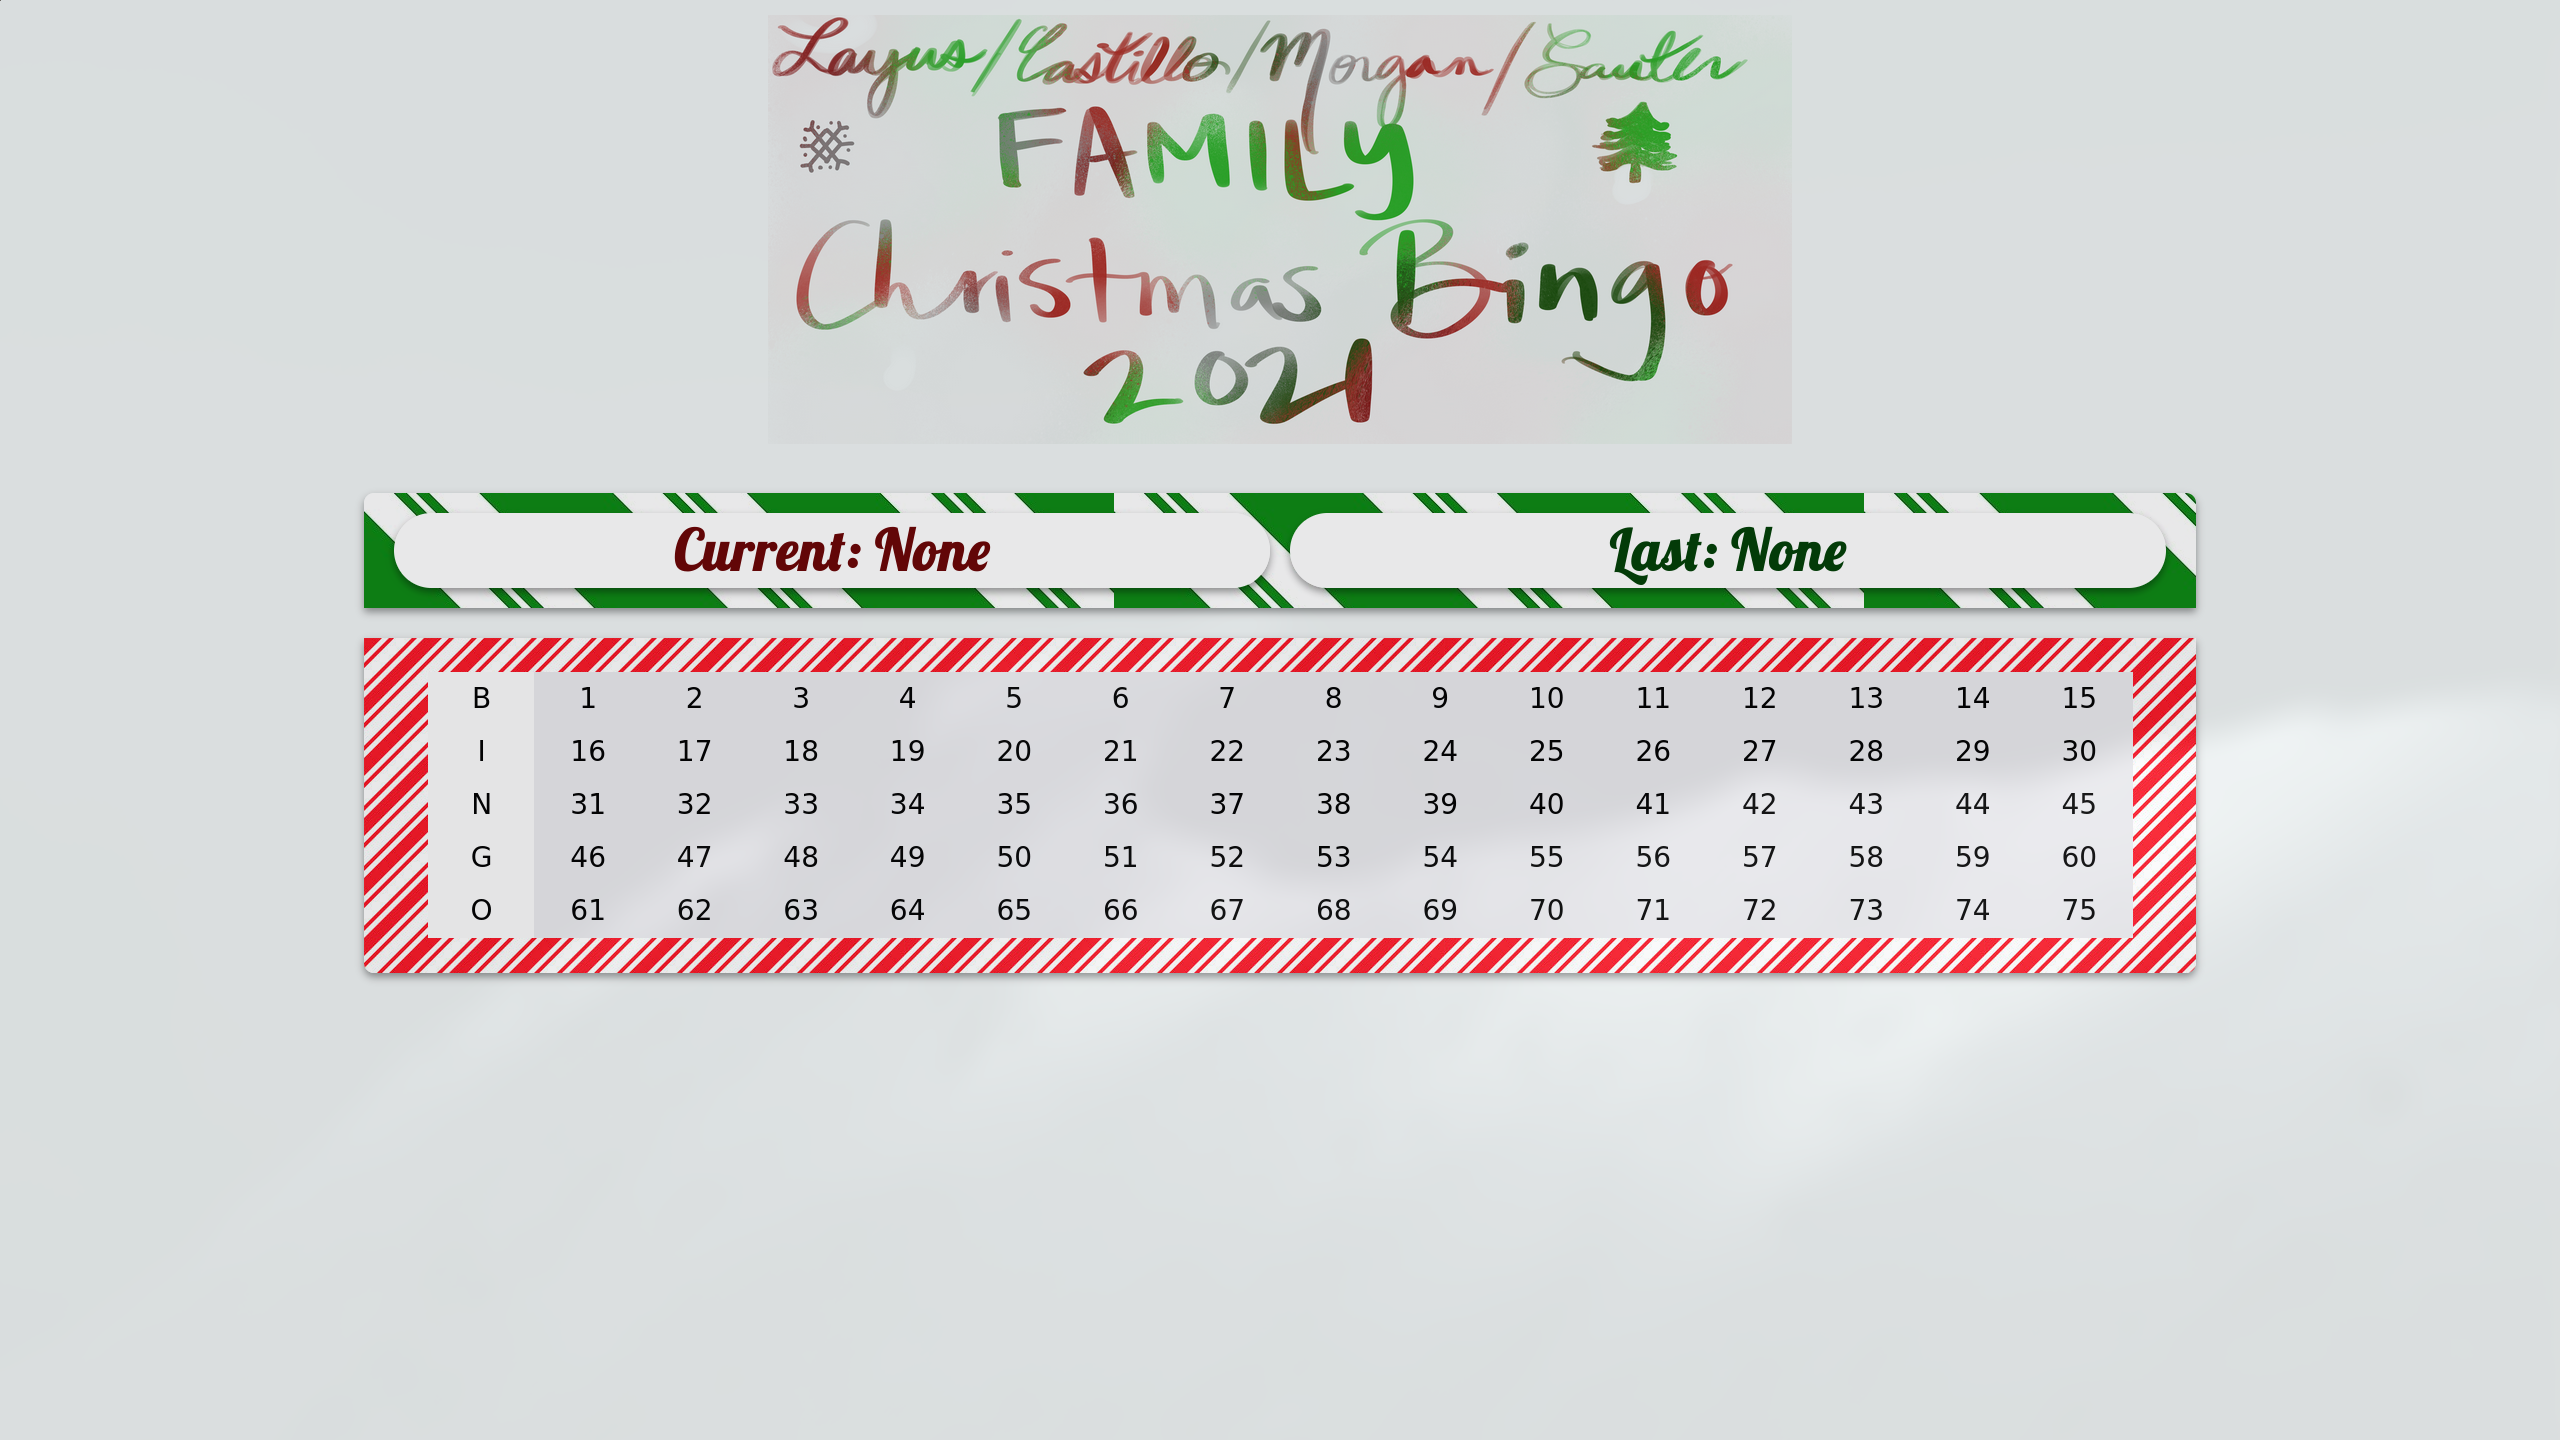 Layus/Castillo/Morgan/Sauter
FAMILY
Christmas Bingo
2021
Current: None
Last: None
B 1 2 3 4 5 6 7 8 9 10 11 12 13 14 15
I 16 17 18 19 20 21 22 23 24 25 26 27 28 29 30
N 31 32 33 34 35 36 37 38 39 40 41 42 43 44 45
G 46 47 48 49 50 51 52 53 54 55 56 57 58 59 60
O 61 62 63 64 65 66 67 68 69 70 71 72 73 74 75